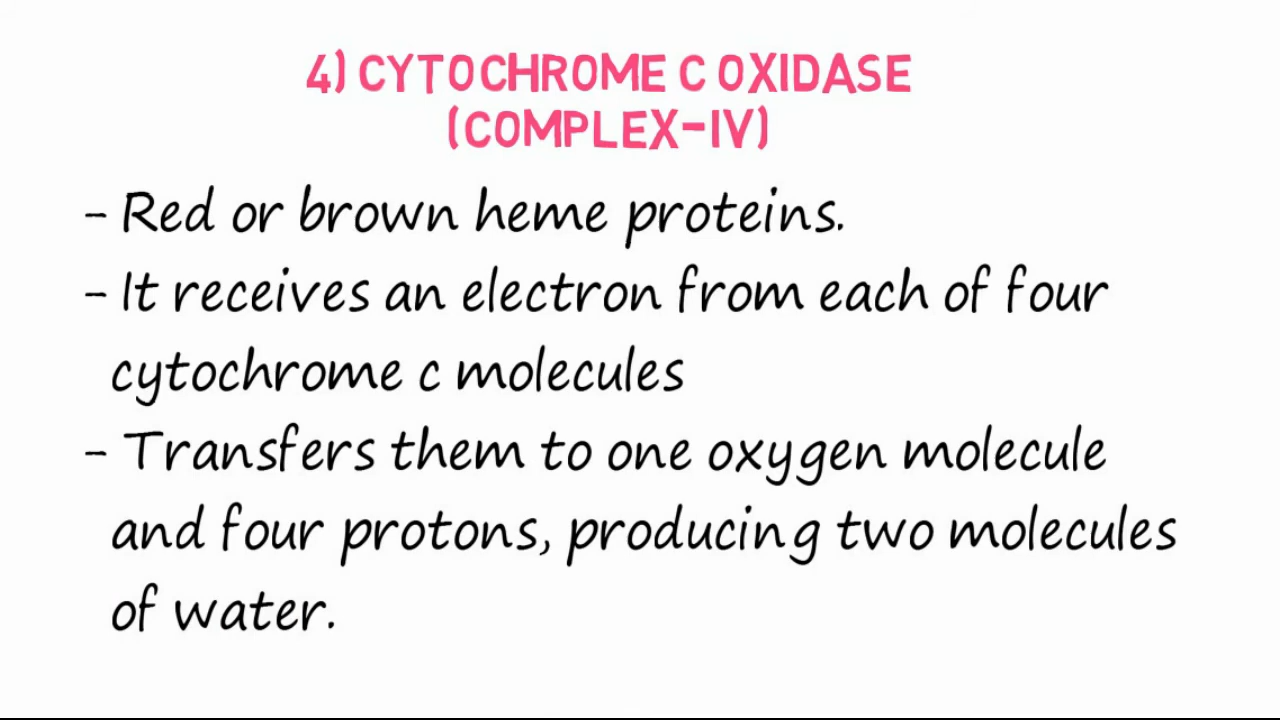 4) CYTOCHROME C OXIDASE
(COMPLEX-IV)
- Red or brown heme proteins.
- It receives an electron from each of four
cytochrome c molecules
- Transfers them to one oxygen molecule
and four protons, producing two molecules
of water.